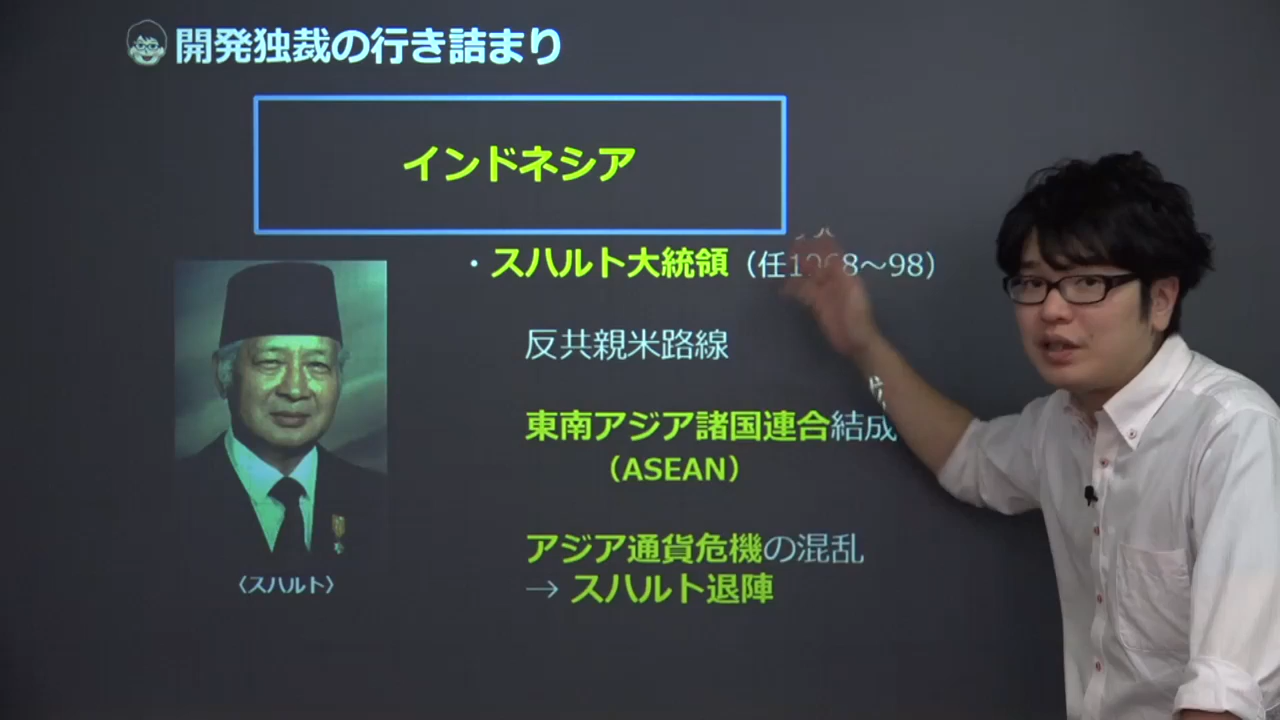 開発独裁の行き詰まり
インドネシア
・スハルト大統領（任1968～98）
反共親米路線
東南アジア諸国連合結成
（ASEAN）
アジア通貨危機の混乱
→ スハルト退陣
〈スハルト〉